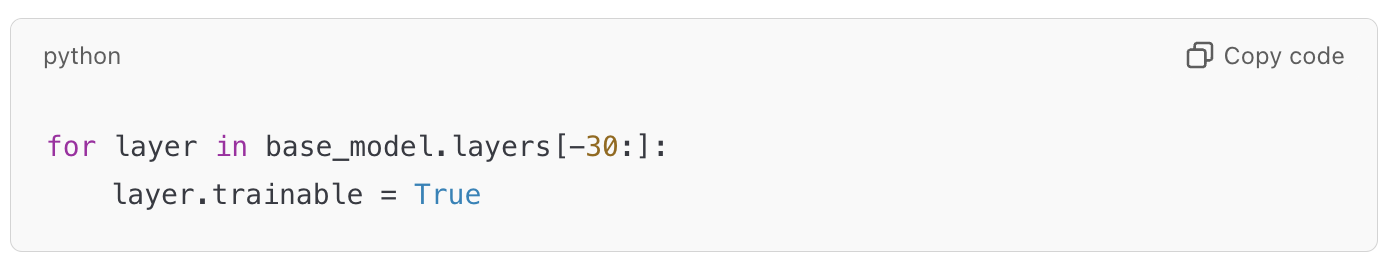 python
Copy code
for layer in base_model.layers[-30:]:
    layer.trainable = True